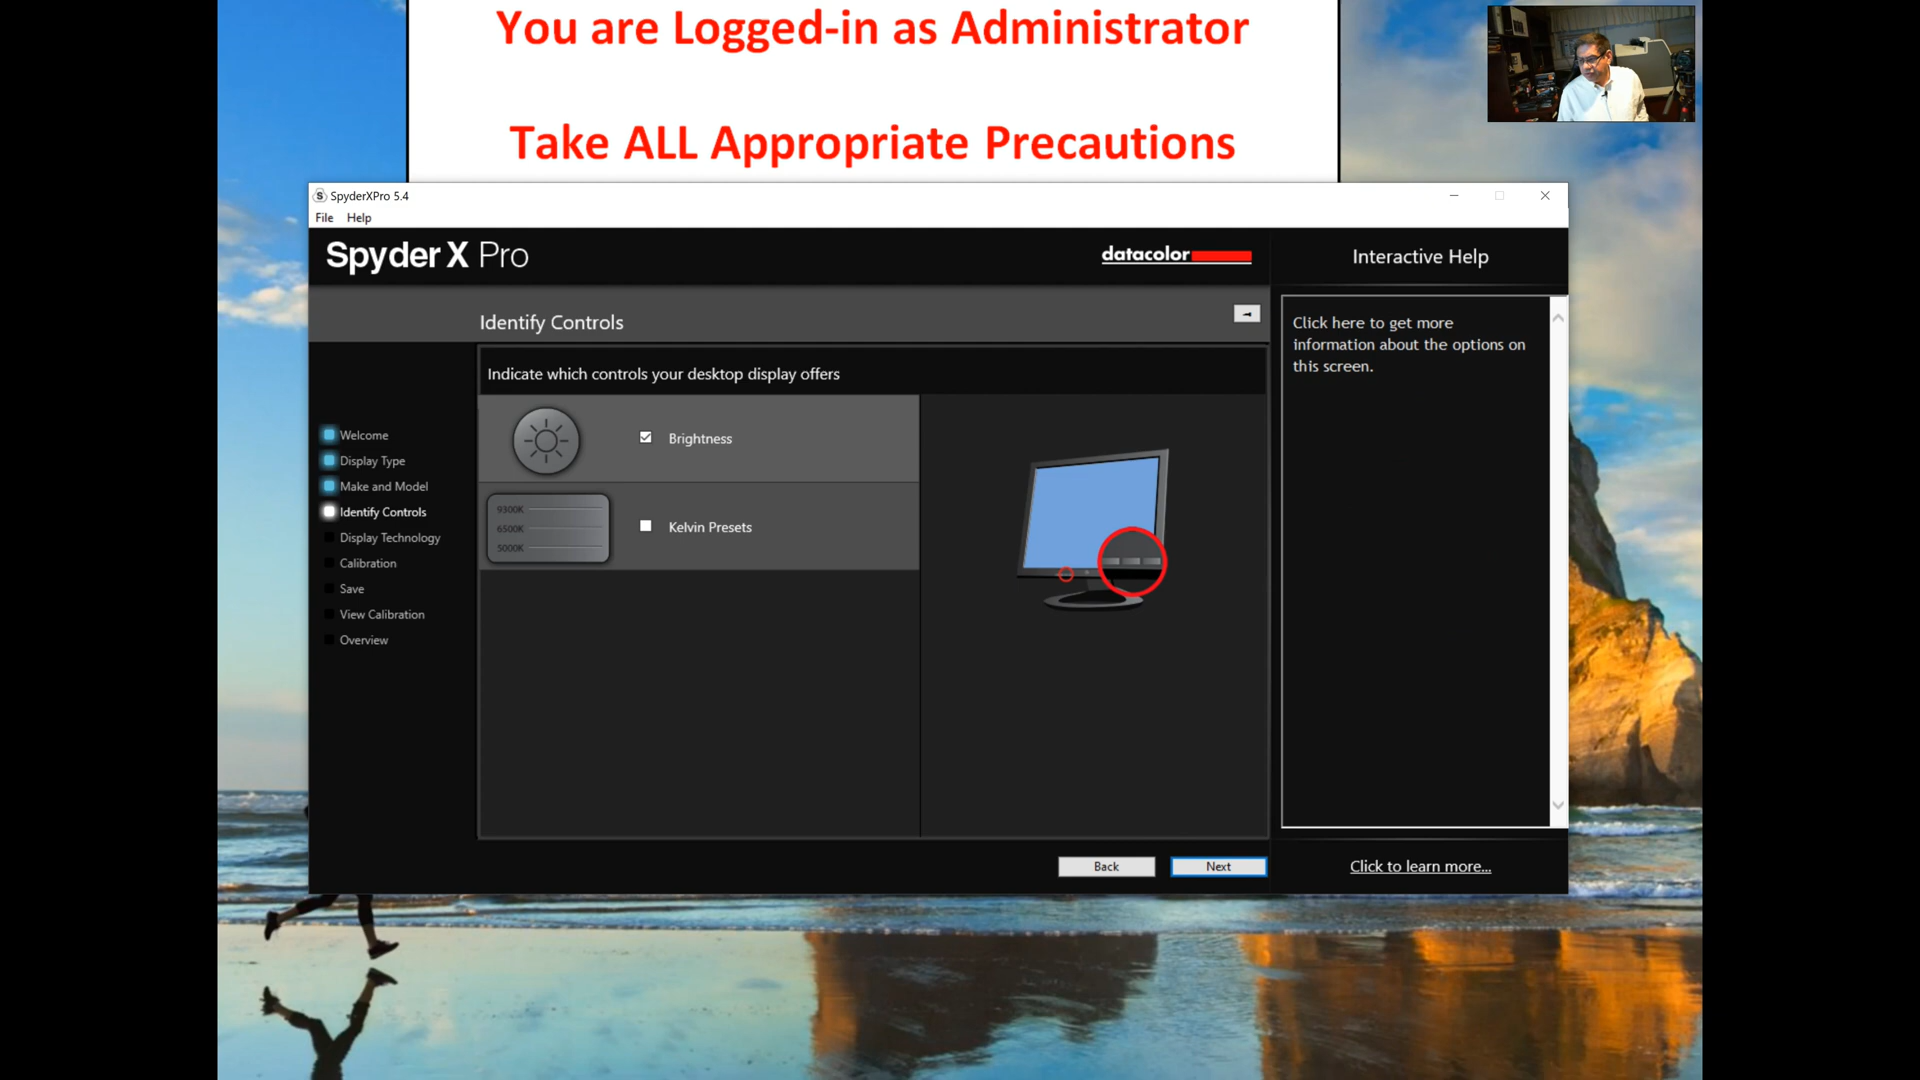 You are Logged-in as Administrator
Take ALL Appropriate Precautions
SpyderXPro 5.4
File Help
Spyder X Pro
datacolor
Interactive Help
Identify Controls
Click here to get more
information about the options on
this screen.
Indicate which controls your desktop display offers
Brightness
9300K
6500K
5000K
Kelvin Presets
Welcome
Display Type
Make and Model
Identify Controls
Display Technology
Calibration
Save
View Calibration
Overview
Back
Next
Click to learn more...